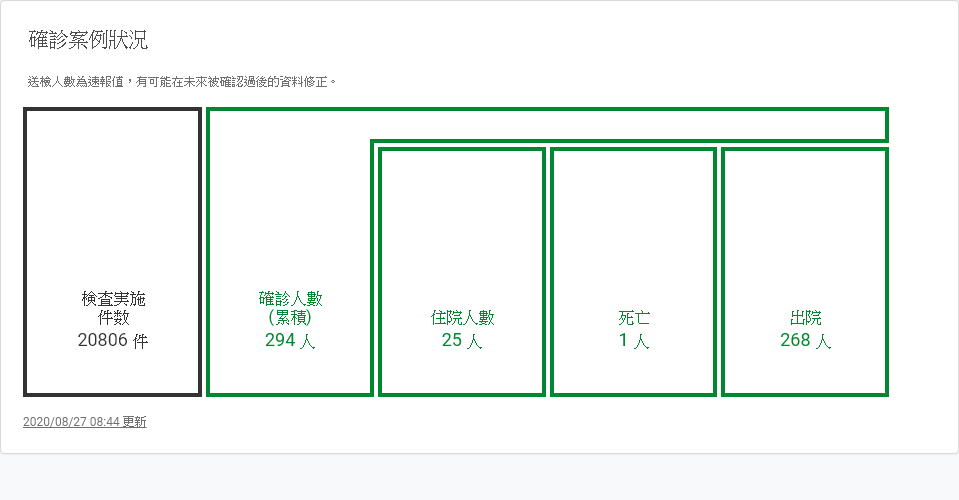 確診案例狀況
送檢人數為速報值，有可能在未來被確認過後的資料修正。
検査実施
件数
20806 件
確診人數
(累積)
294 人
住院人數
25 人
死亡
1 人
出院
268 人
2020/08/27 08:44 更新